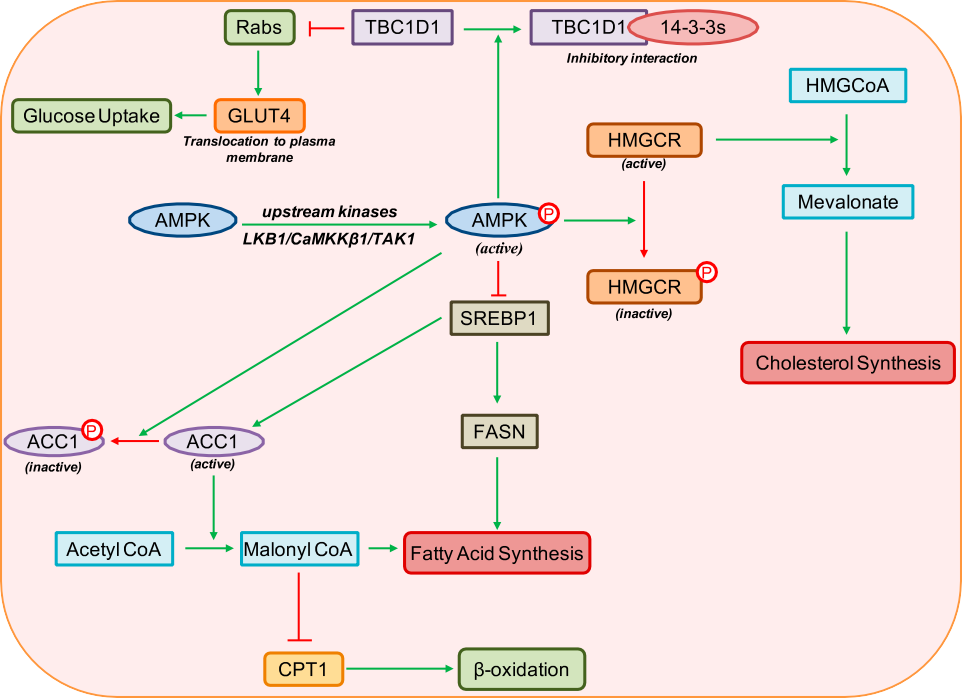 Rabs
TBC1D1
TBC1D1
14-3-3s
Inhibitory interaction
HMGCoA
Glucose Uptake
GLUT4
Translocation to plasma
membrane
HMGCR
(active)
Mevalonate
AMPK
upstream kinases
LKB1/CaMKKβ1/TAK1
AMPK
P
(active)
HMGCR
P
(inactive)
SREBP1
Cholesterol Synthesis
ACC1
P
(inactive)
ACC1
(active)
FASN
Acetyl CoA
Malonyl CoA
Fatty Acid Synthesis
CPT1
β-oxidation